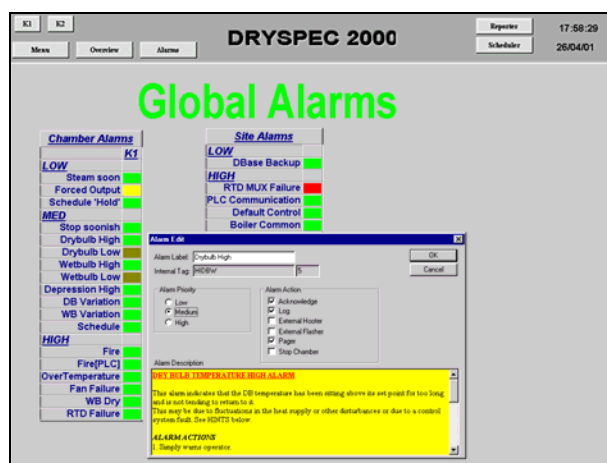 K1 K2
Menu Overview Alarms
DRYSPEC 2000
Reporter
Scheduler
17:58:29
26/04/01
Global Alarms
Chamber Alarms
K1
LOW
Steam soon
Forced Output
Schedule 'Hold'
MED
Stop soonish
Drybulb High
Drybulb Low
Wetbulb High
Wetbulb Low
Depression High
DB Variation
WB Variation
Schedule
HIGH
Fire
Fire[PLC]
OverTemperature
Fan Failure
WB Dry
RTD Failure
Site Alarms
LOW
DBase Backup
HIGH
RTD MUX Failure
PLC Communication
Default Control
Boiler Common
Alarm Edit
Alarm Label: Drybulb High
Internal Tag: HIDBW 5
OK
Cancel
Alarm Priority
Low
Medium
High
Alarm Action
Acknowledge
Log
External Hooter
External Flasher
Pager
Stop Chamber
Alarm Description
DRY BULB TEMPERATURE HIGH ALARM
This alarm indicates that the DB temperature has been sitting above its set point for too long
and is not tending to return to it.
This may be due to fluctuations in the heat supply or other disturbances or due to a control
system fault. See HINTS below.
ALARM ACTIONS
1. Simply warns operator.